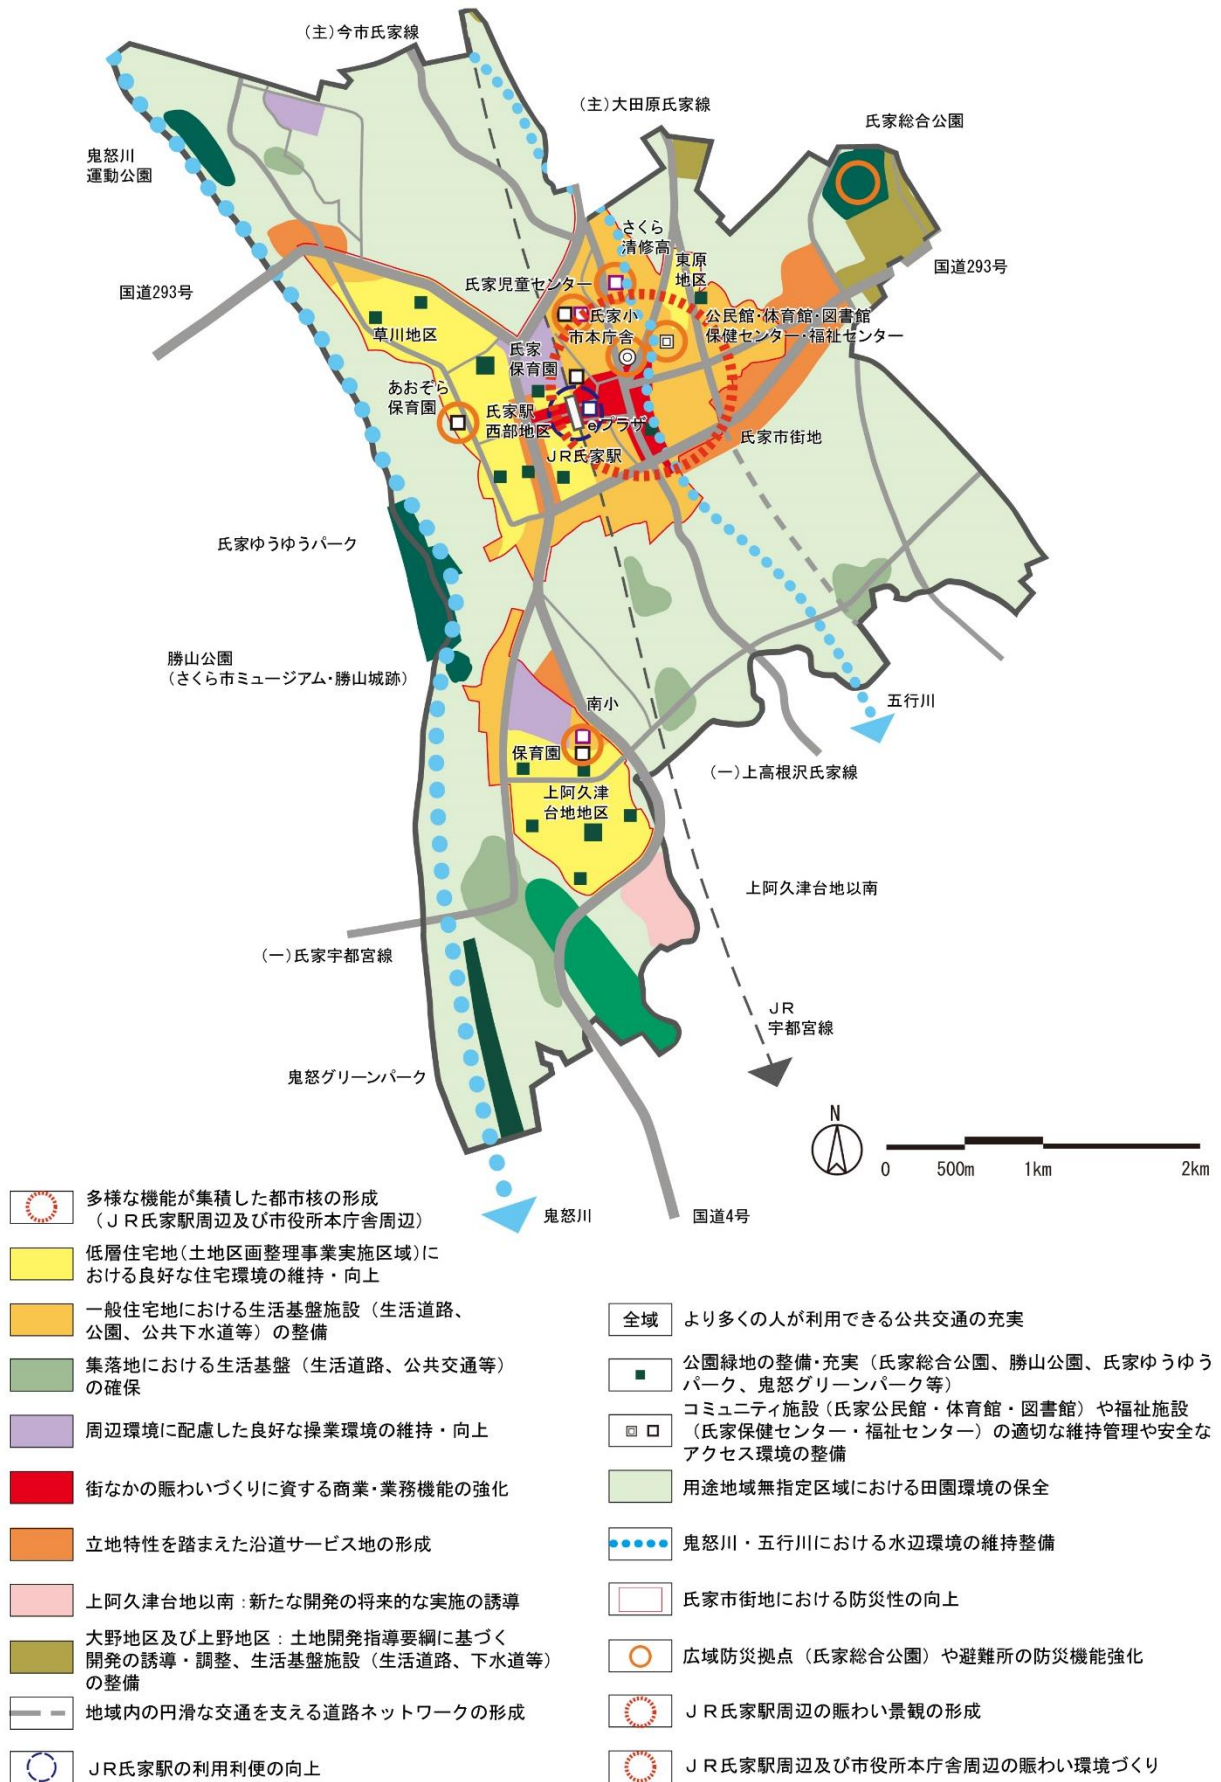 (主)今市氏家線
(主)大田原氏家線
氏家総合公園
鬼怒川
運動公園
さくら
清修高
東原
地区
国道293号
国道293号
氏家児童センター
氏家小
市本庁舎
公民館・体育館・図書館
保健センター・福祉センター
草川地区
氏家
保育園
あおぞら
保育園
氏家駅
西部地区
eプラザ
JR氏家駅
氏家市街地
氏家ゆうゆうパーク
勝山公園
(さくら市ミュージアム・勝山城跡)
南小
保育園
五行川
(一)上高根沢氏家線
上阿久津
台地地区
上阿久津台地以南
(一)氏家宇都宮線
JR
宇都宮線
鬼怒グリーンパーク
N
0 500m 1km 2km
鬼怒川
国道4号
多様な機能が集積した都市核の形成
(JR氏家駅周辺及び市役所本庁舎周辺)
低層住宅地(土地区画整理事業実施区域)に
おける良好な住宅環境の維持・向上
一般住宅地における生活基盤施設(生活道路、
公園、公共下水道等)の整備
集落地における生活基盤(生活道路、公共交通等)
の確保
周辺環境に配慮した良好な操業環境の維持・向上
街なかの賑わいづくりに資する商業・業務機能の強化
立地特性を踏まえた沿道サービス地の形成
上阿久津台地以南:新たな開発の将来的な実施の誘導
大野地区及び上野地区:土地開発指導要綱に基づく
開発の誘導・調整、生活基盤施設(生活道路、下水道等)
の整備
地域内の円滑な交通を支える道路ネットワークの形成
JR氏家駅の利用利便の向上
全域 より多くの人が利用できる公共交通の充実
公園緑地の整備・充実(氏家総合公園、勝山公園、氏家ゆうゆう
パーク、鬼怒グリーンパーク等)
コミュニティ施設(氏家公民館・体育館・図書館)や福祉施設
(氏家保健センター・福祉センター)の適切な維持管理や安全な
アクセス環境の整備
用途地域無指定区域における田園環境の保全
鬼怒川・五行川における水辺環境の維持整備
氏家市街地における防災性の向上
広域防災拠点(氏家総合公園)や避難所の防災機能強化
JR氏家駅周辺の賑わい景観の形成
JR氏家駅周辺及び市役所本庁舎周辺の賑わい環境づくり